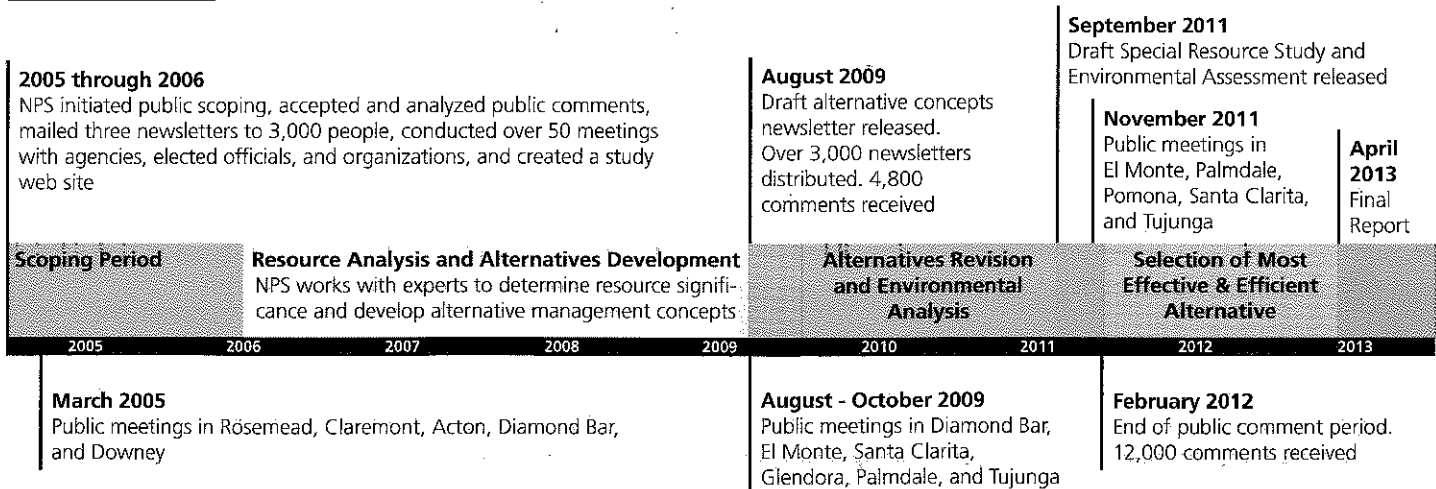 2005 through 2006
NPS initiated public scoping, accepted and analyzed public comments,
mailed three newsletters to 3,000 people, conducted over 50 meetings
with agencies, elected officials, and organizations, and created a study
web site
August 2009
Draft alternative concepts
newsletter released.
Over 3,000 newsletters
distributed. 4,800
comments received
September 2011
Draft Special Resource Study and
Environmental Assessment released
November 2011
Public meetings in
El Monte, Palmdale,
Pomona, Santa Clarita,
and Tujunga
April
2013
Final
Report
Scoping Period
Resource Analysis and Alternatives Development
NPS works with experts to determine resource signifi-
cance and develop alternative management concepts
Alternatives Revision
and Environmental
Analysis
Selection of Most
Effective & Efficient
Alternative
2005 2006 2007 2008 2009 2010 2011 2012 2013
March 2005
Public meetings in Rosemead, Claremont, Acton, Diamond Bar,
and Downey
August - October 2009
Public meetings in Diamond Bar,
El Monte, Santa Clarita,
Glendora, Palmdale, and Tujunga
February 2012
End of public comment period.
12,000 comments received